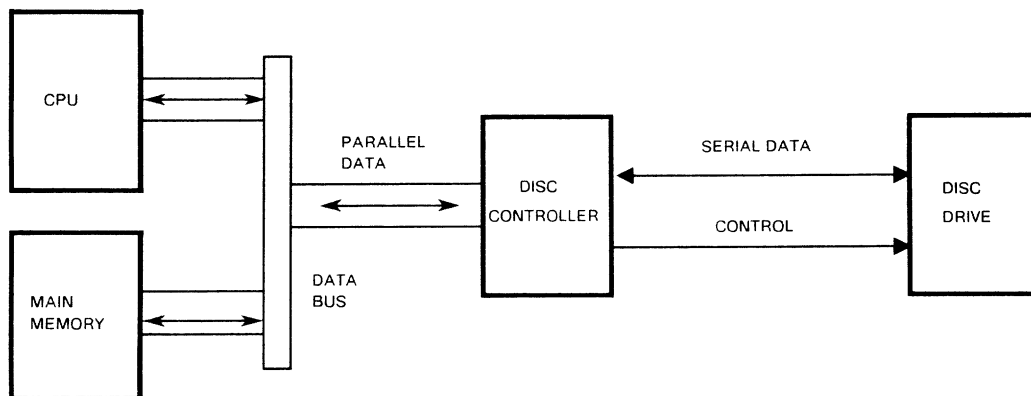 CPU
PARALLEL
DATA
DISC
CONTROLLER
SERIAL DATA
CONTROL
DISC
DRIVE
DATA
BUS
MAIN
MEMORY